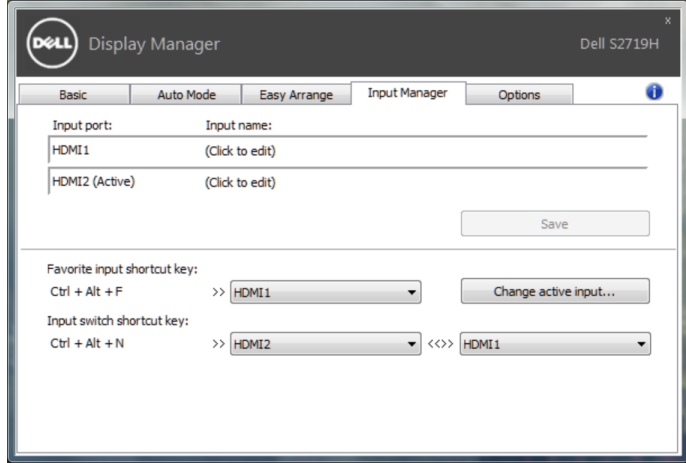 DELL Display Manager
x
Dell S2719H
Basic Auto Mode Easy Arrange Input Manager Options i
Input port: Input name:
HDMI1 (Click to edit)
HDMI2 (Active) (Click to edit)
Save
Favorite input shortcut key:
Ctrl + Alt + F >> HDMI1 Change active input...
Input switch shortcut key:
Ctrl + Alt + N >> HDMI2 <<>> HDMI1